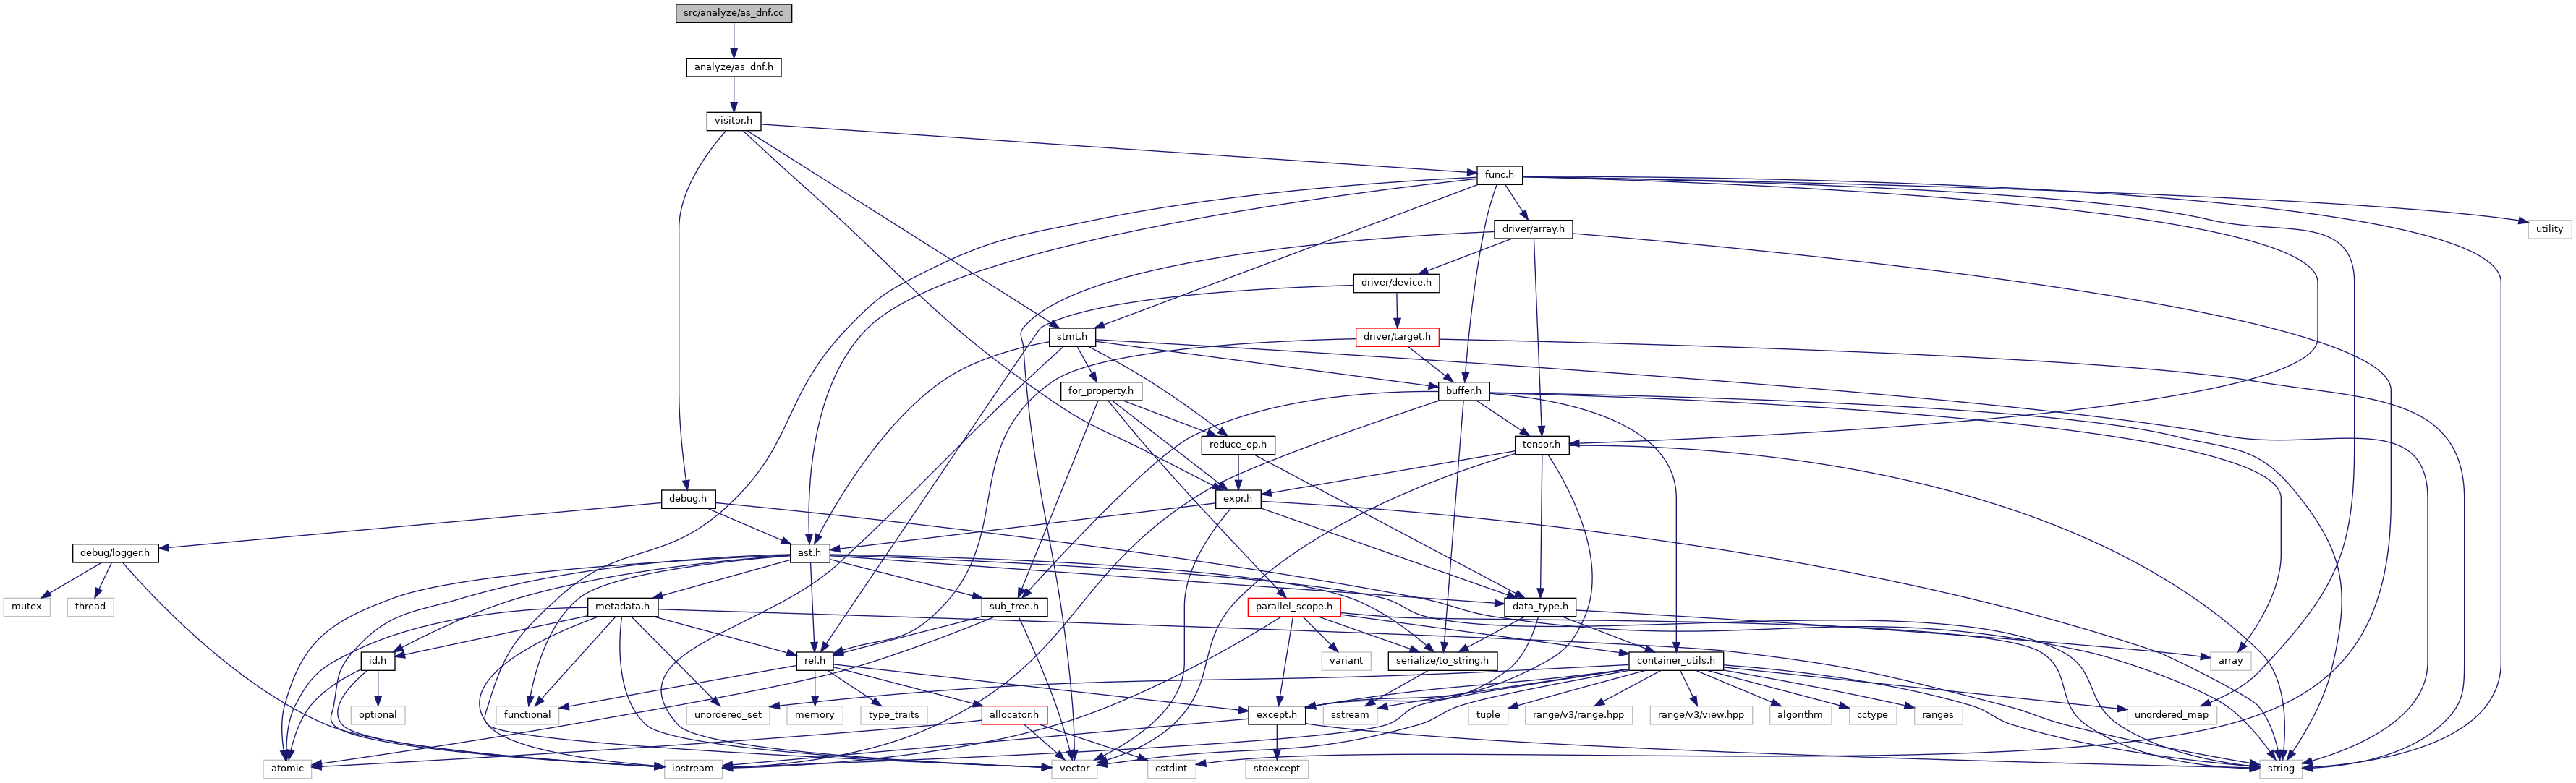 src/analyze/as_dnf.cc
analyze/as_dnf.h
visitor.h
func.h
driver/array.h
utility
driver/device.h
stmt.h
driver/target.h
for_property.h
buffer.h
reduce_op.h
tensor.h
debug.h
expr.h
debug/logger.h
ast.h
mutex
thread
metadata.h
sub_tree.h
parallel_scope.h
data_type.h
id.h
ref.h
variant
serialize/to_string.h
container_utils.h
array
optional
functional
unordered_set
memory
type_traits
allocator.h
except.h
sstream
tuple
range/v3/range.hpp
range/v3/view.hpp
algorithm
cctype
ranges
unordered_map
atomic
iostream
vector
cstdint
stdexcept
string